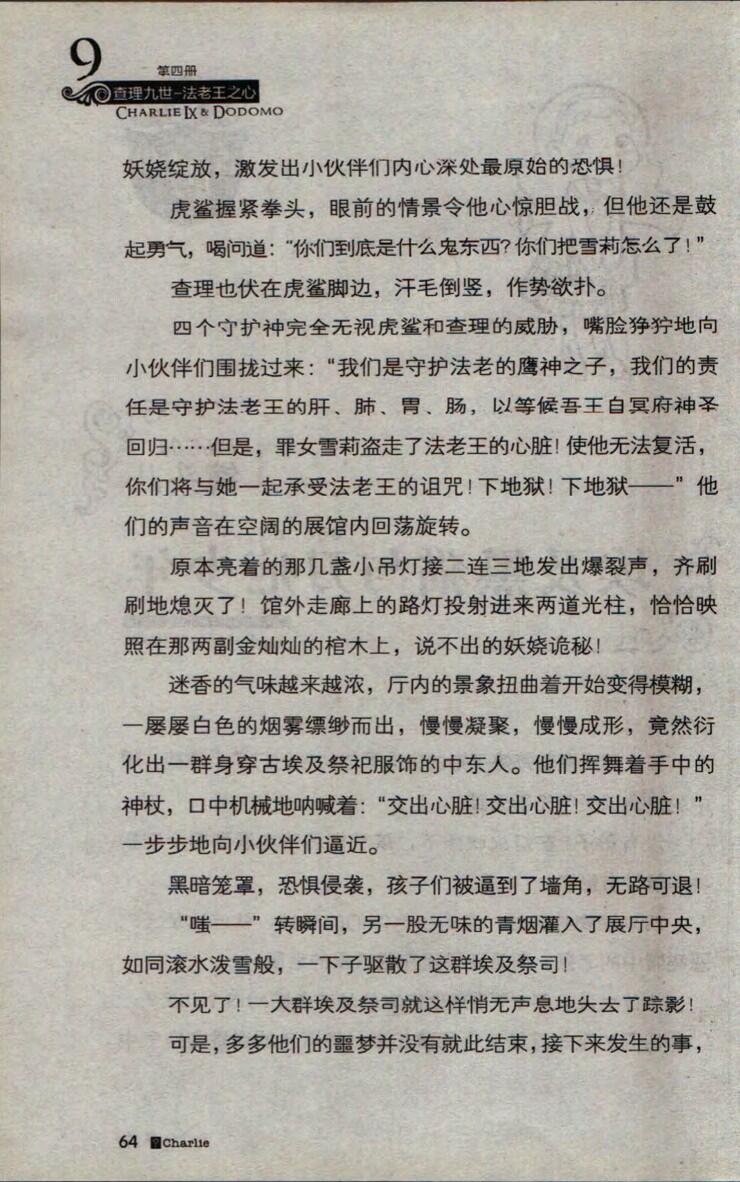 9
第四册
查理九世-法老王之心
CHARLIE IX & DODOMO
妖娆绽放，激发出小伙伴们内心深处最原始的恐惧！
虎鲨握紧拳头，眼前的情景令他心惊胆战，但他还是鼓
起勇气，喝问道：“你们到底是什么鬼东西？你们把雪莉怎么了！”
查理也伏在虎鲨脚边，汗毛倒竖，作势欲扑。
四个守护神完全无视虎鲨和查理的威胁，嘴脸狰狞地向
小伙伴们围拢过来：“我们是守护法老的鹰神之子，我们的责
任是守护法老王的肝、肺、胃、肠，以等候吾王自冥府神圣
回归……但是，罪女雪莉盗走了法老王的心脏！使他无法复活，
你们将与她一起承受法老王的诅咒！下地狱！下地狱——”他
们的声音在空阔的展馆内回荡旋转。
原本亮着的那几盏小吊灯接二连三地发出爆裂声，齐刷
刷地熄灭了！馆外走廊上的路灯投射进来两道光柱，恰恰映
照在那两副金灿灿的棺木上，说不出的妖娆诡秘！
迷香的气味越来越浓，厅内的景象扭曲着开始变得模糊，
一屡屡白色的烟雾缥缈而出，慢慢凝聚，慢慢成形，竟然衍
化出一群身穿古埃及祭祀服饰的中东人。他们挥舞着手中的
神杖，口中机械地呐喊着：“交出心脏！交出心脏！交出心脏！”
一步步地向小伙伴们逼近。
黑暗笼罩，恐惧侵袭，孩子们被逼到了墙角，无路可退！
“嗤——”转瞬间，另一股无味的青烟灌入了展厅中央，
如同滚水泼雪般，一下子驱散了这群埃及祭司！
不见了！一大群埃及祭司就这样悄无声息地失去了踪影！
可是，多多他们的噩梦并没有就此结束，接下来发生的事，
64 Charlie